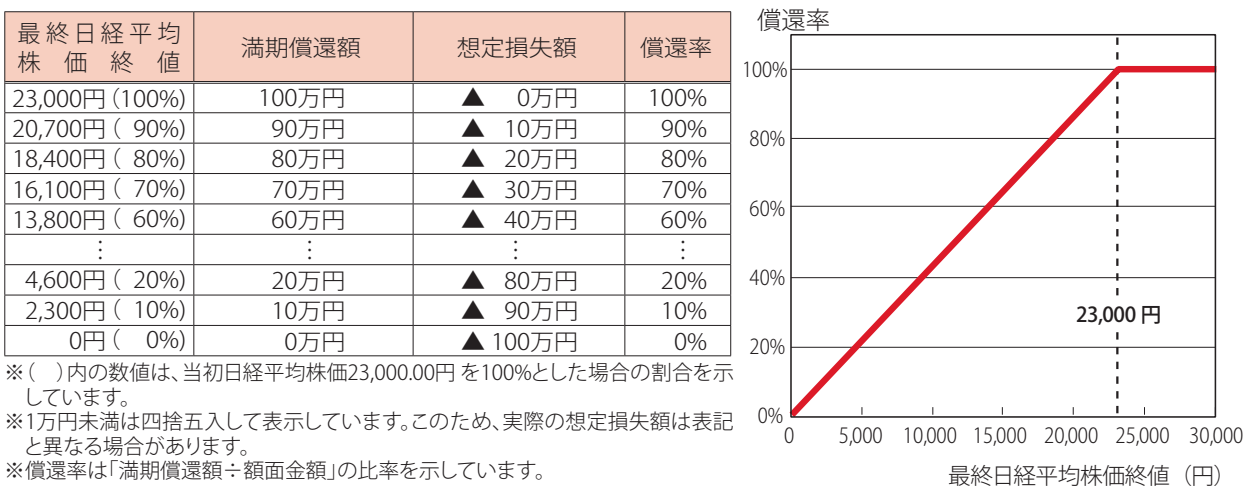 最終日経平均株価終値 満期償還額 想定損失額 償還率
23,000円(100%) 100万円 ▲ 0万円 100%
20,700円( 90%) 90万円 ▲ 10万円 90%
18,400円( 80%) 80万円 ▲ 20万円 80%
16,100円( 70%) 70万円 ▲ 30万円 70%
13,800円( 60%) 60万円 ▲ 40万円 60%
⋮ ⋮ ⋮ ⋮
4,600円( 20%) 20万円 ▲ 80万円 20%
2,300円( 10%) 10万円 ▲ 90万円 10%
0円( 0%) 0万円 ▲ 100万円 0%
※( )内の数値は、当初日経平均株価23,000.00円 を100%とした場合の割合を示
しています。
※1万円未満は四捨五入して表示しています。このため、実際の想定損失額は表記
と異なる場合があります。
※償還率は「満期償還額÷額面金額」の比率を示しています。
償還率
100%
80%
60%
40%
20%
0%
23,000 円
0 5,000 10,000 15,000 20,000 25,000 30,000
最終日経平均株価終値 (円)